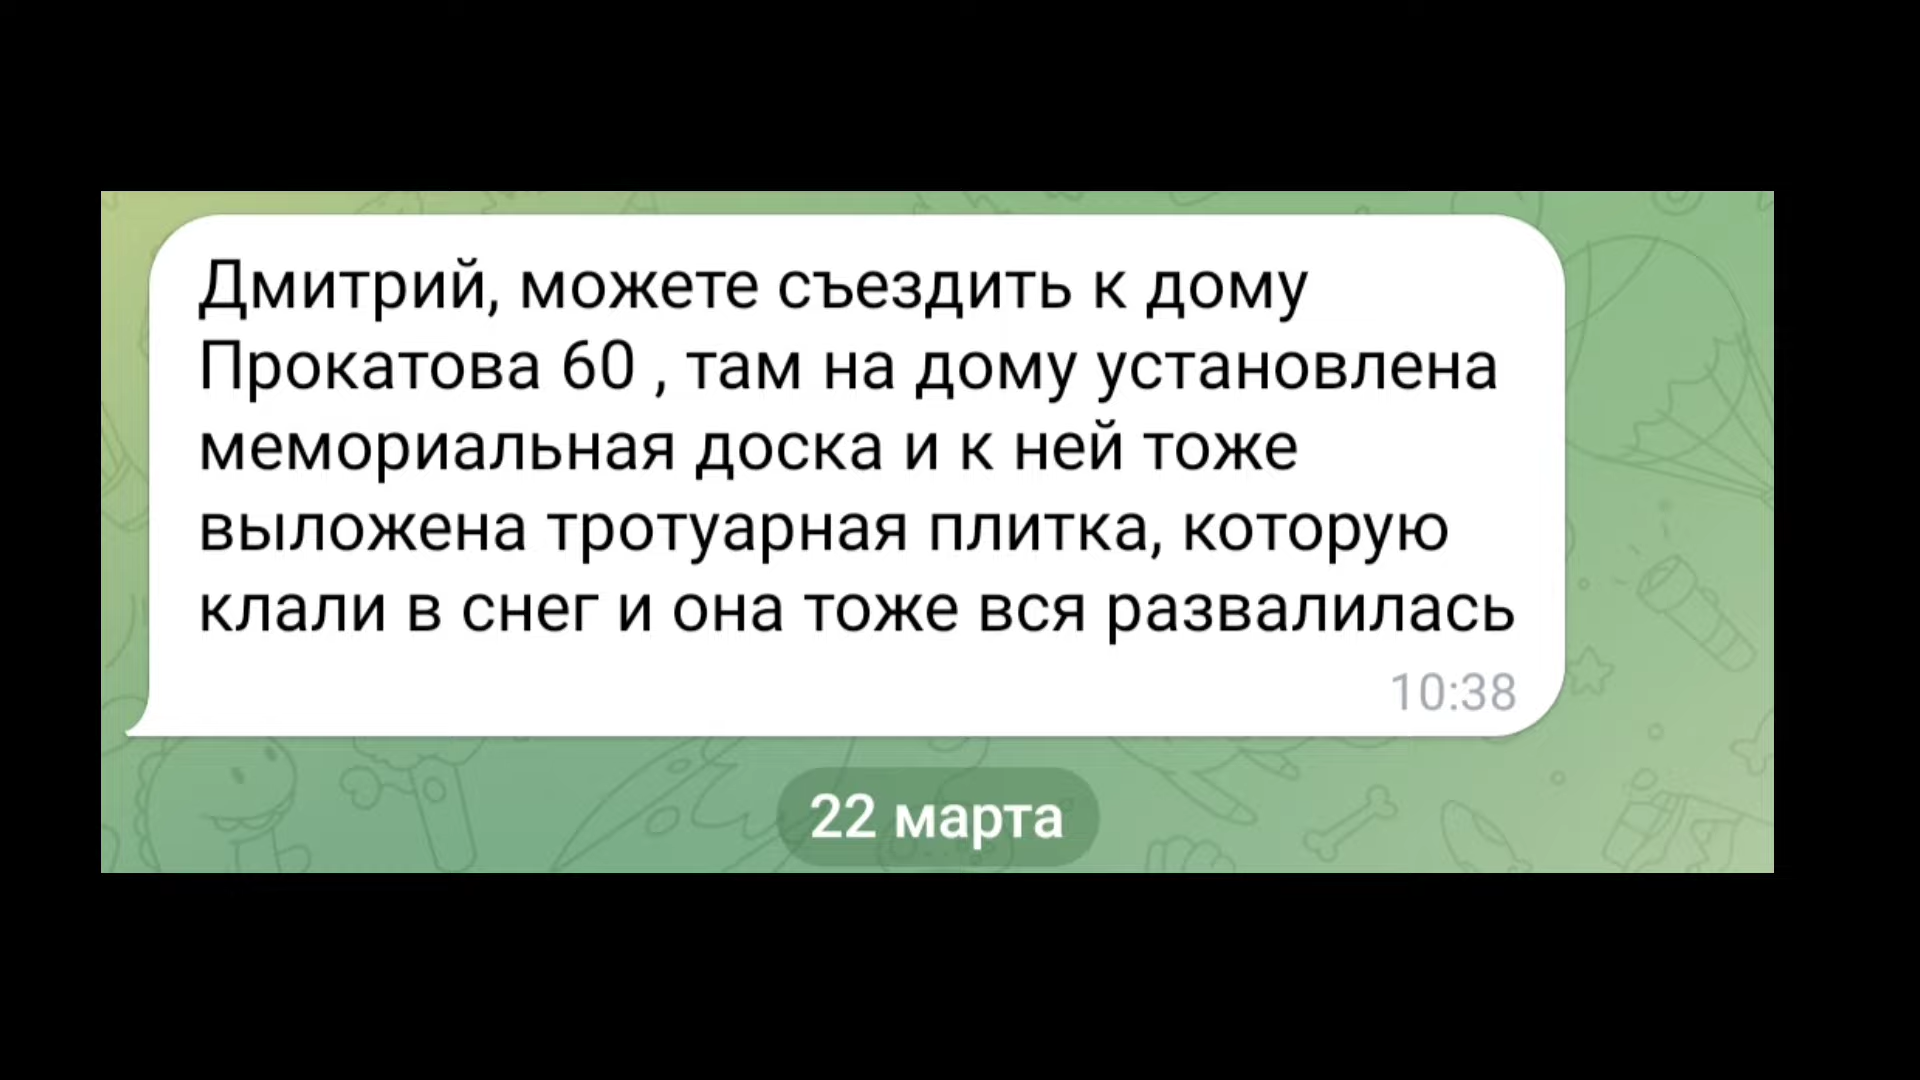 Дмитрий, можете съездить к дому
Прокатова 60 , там на дому установлена
мемориальная доска и к ней тоже
выложена тротуарная плитка, которую
клали в снег и она тоже вся развалилась
10:38
22 марта